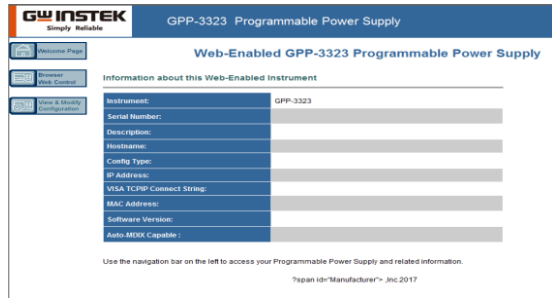 GWINSTEK
Simply Reliable
GPP-3323 Programmable Power Supply
Welcome Page
Web-Enabled GPP-3323 Programmable Power Supply
Browser
Web Control
Information about this Web-Enabled Instrument
View & Modify
Configuration
Instrument: GPP-3323
Serial Number:
Description:
Hostname:
Config Type:
IP Address:
VISA TCPIP Connect String:
MAC Address:
Software Version:
Auto-MDIX Capable :
Use the navigation bar on the left to access your Programmable Power Supply and related information.
?span id="Manufacturer"> ,Inc.2017